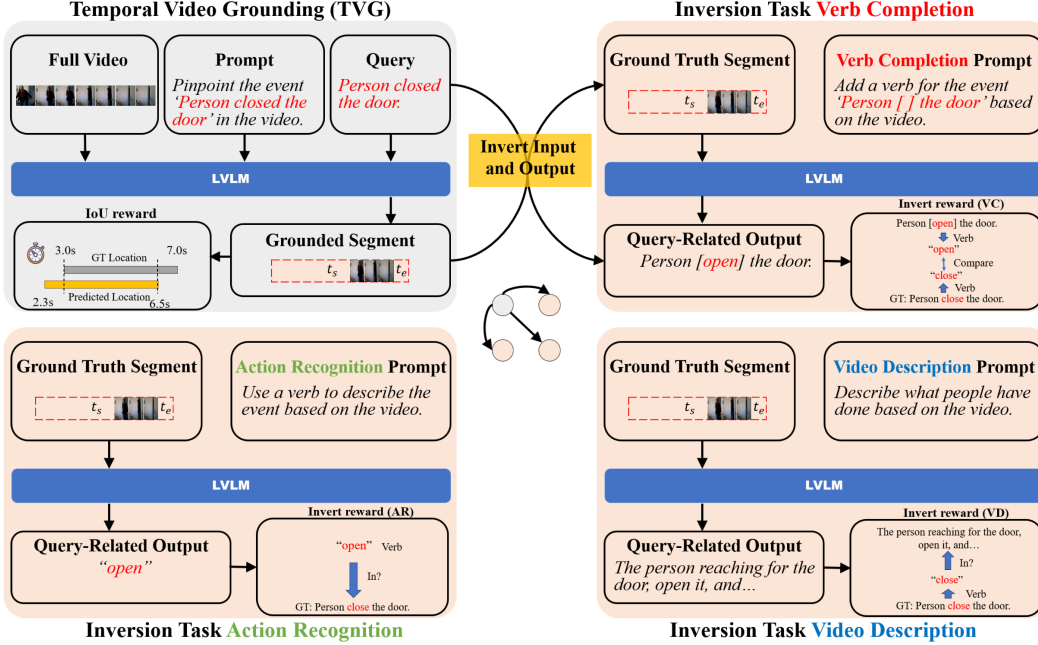 Temporal Video Grounding (TVG)
Full Video
Prompt
Pinpoint the event
‘Person closed the
door’ in the video.
Query
Person closed
the door.
LVLM
IoU reward
3.0s
7.0s
GT Location
Predicted Location
2.3s
6.5s
Grounded Segment
t_s
t_e
Invert Input
and Output
Inversion Task Verb Completion
Ground Truth Segment
t_s
t_e
Verb Completion Prompt
Add a verb for the event
‘Person [ ] the door’ based
on the video.
LVLM
Query-Related Output
Person [open] the door.
Invert reward (VC)
Person [open] the door.
Verb
“open”
Compare
“close”
Verb
GT: Person close the door.
Ground Truth Segment
t_s
t_e
Action Recognition Prompt
Use a verb to describe the
event based on the video.
LVLM
Query-Related Output
“open”
Invert reward (AR)
“open” Verb
In?
GT: Person close the door.
Inversion Task Action Recognition
Ground Truth Segment
t_s
t_e
Video Description Prompt
Describe what people have
done based on the video.
LVLM
Query-Related Output
The person reaching for the
door, open it, and…
Invert reward (VD)
The person reaching for the door,
open it, and…
In?
“close”
Verb
GT: Person close the door.
Inversion Task Video Description